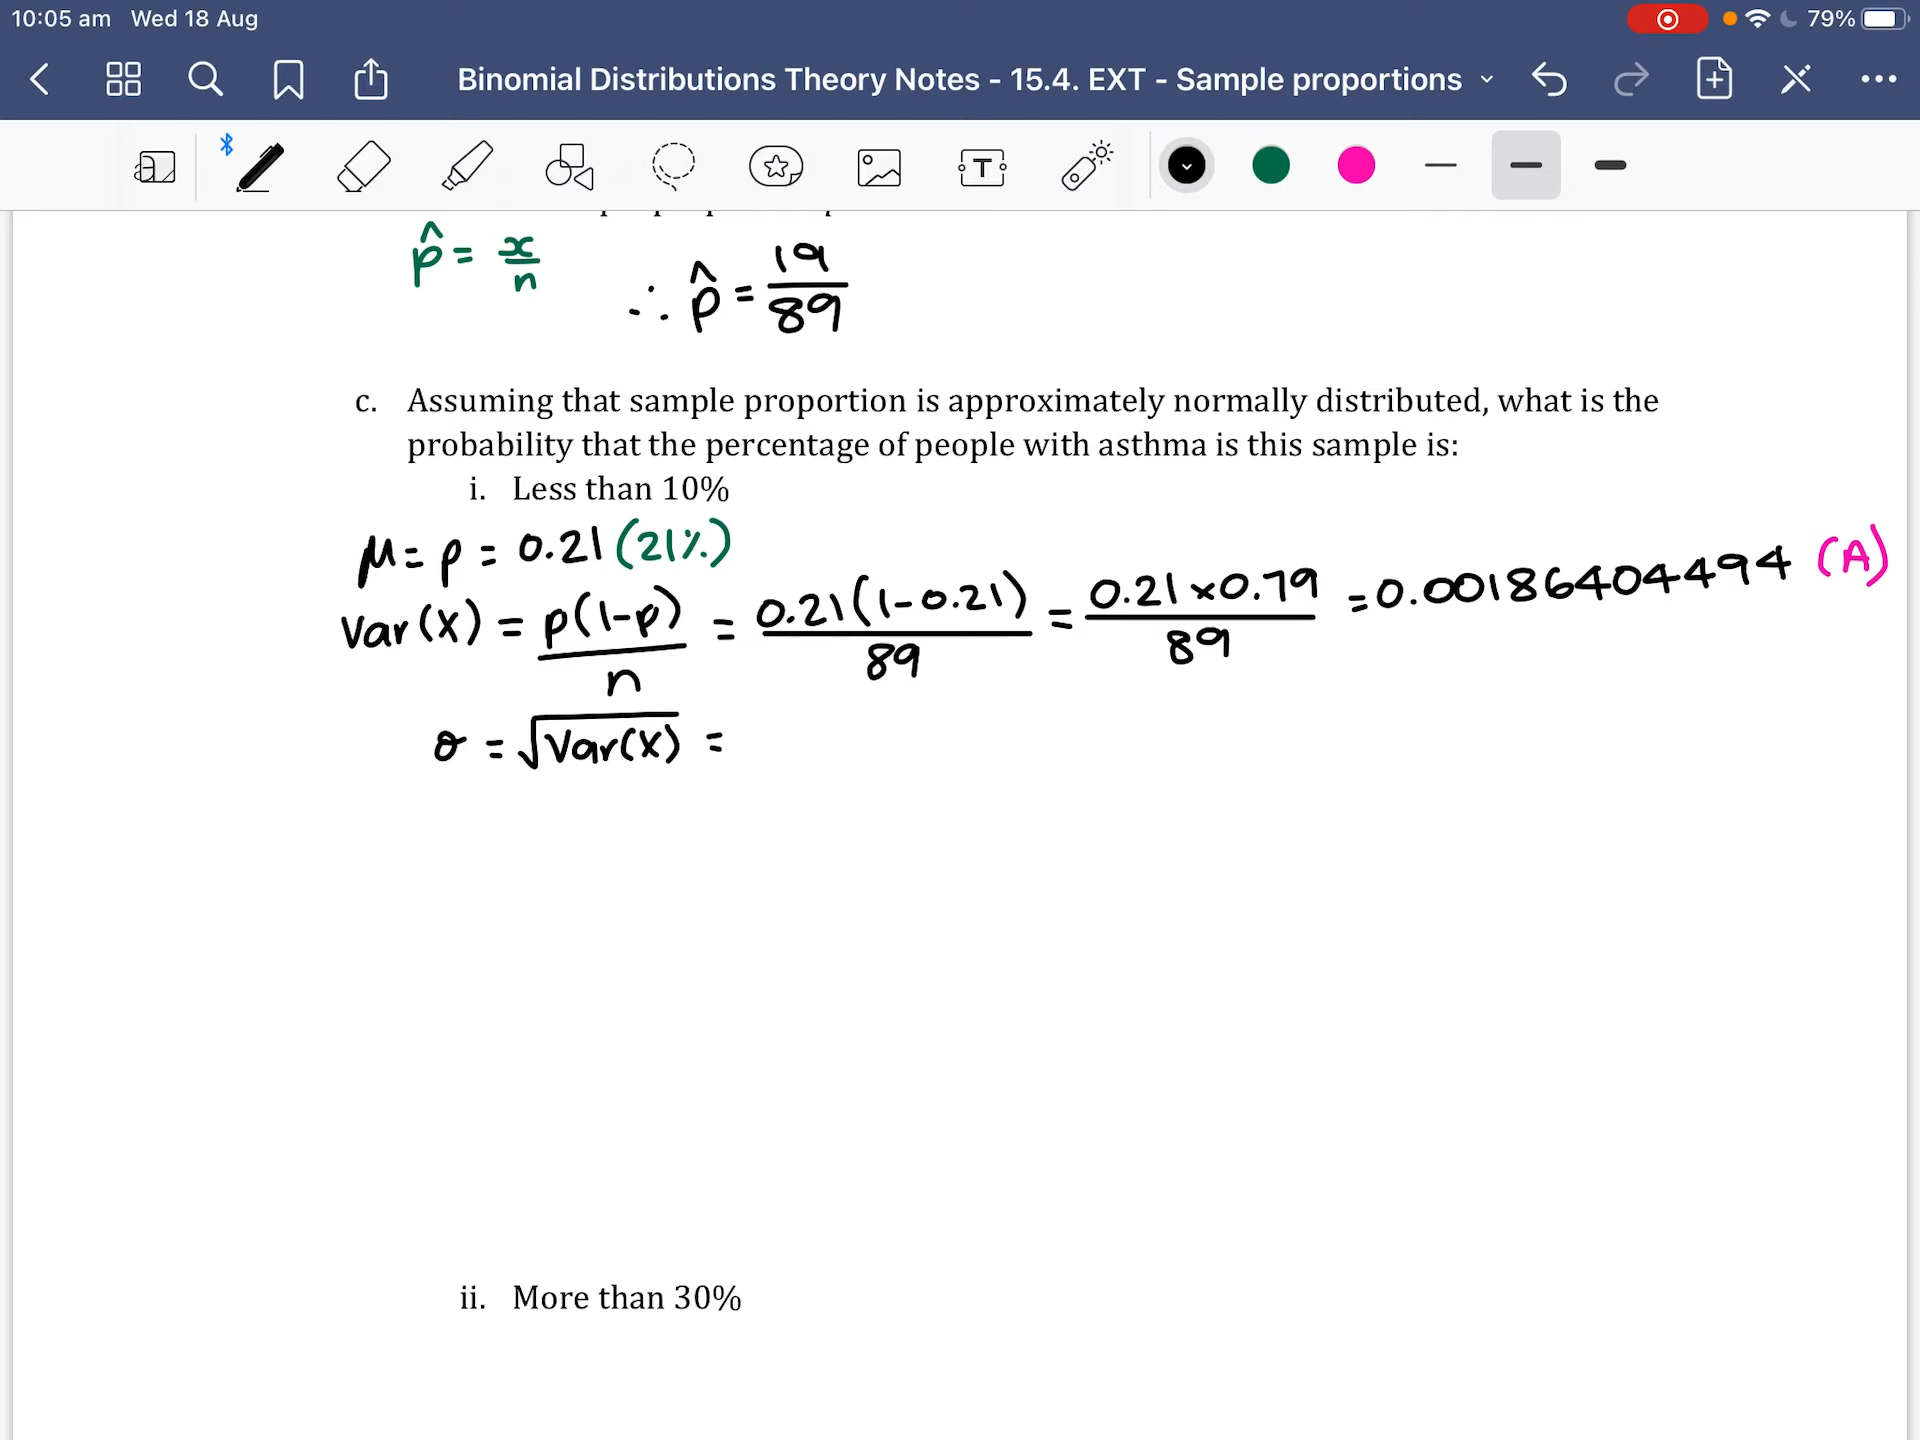 10:05 am Wed 18 Aug 79%
Binomial Distributions Theory Notes - 15.4. EXT - Sample proportions
p̂ = x/n
∴ p̂ = 19/89
c. Assuming that sample proportion is approximately normally distributed, what is the
probability that the percentage of people with asthma is this sample is:
i. Less than 10%
μ = p = 0.21 (21%)
Var(X) = p(1-p)/n = 0.21(1-0.21)/89 = 0.21×0.79/89 = 0.00186404494 (A)
σ = √Var(X) =
ii. More than 30%